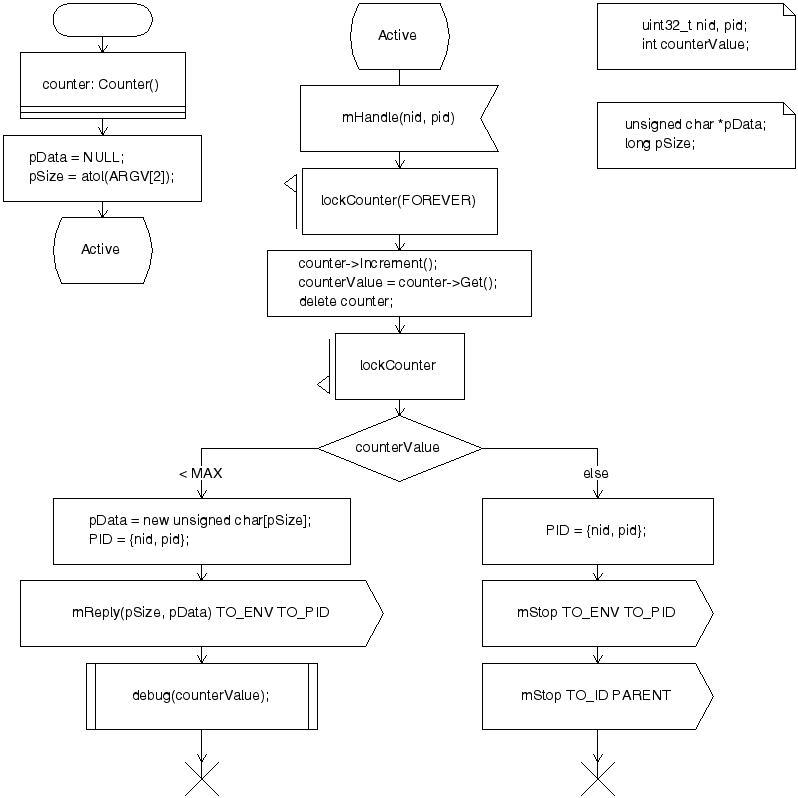 counter: Counter()
pData = NULL;
pSize = atol(ARGV[2]);
Active
Active
mHandle(nid, pid)
lockCounter(FOREVER)
counter->Increment();
counterValue = counter->Get();
delete counter;
lockCounter
counterValue
< MAX
else
pData = new unsigned char[pSize];
PID = {nid, pid};
mReply(pSize, pData) TO_ENV TO_PID
debug(counterValue);
PID = {nid, pid};
mStop TO_ENV TO_PID
mStop TO_ID PARENT
uint32_t nid, pid;
int counterValue;
unsigned char *pData;
long pSize;